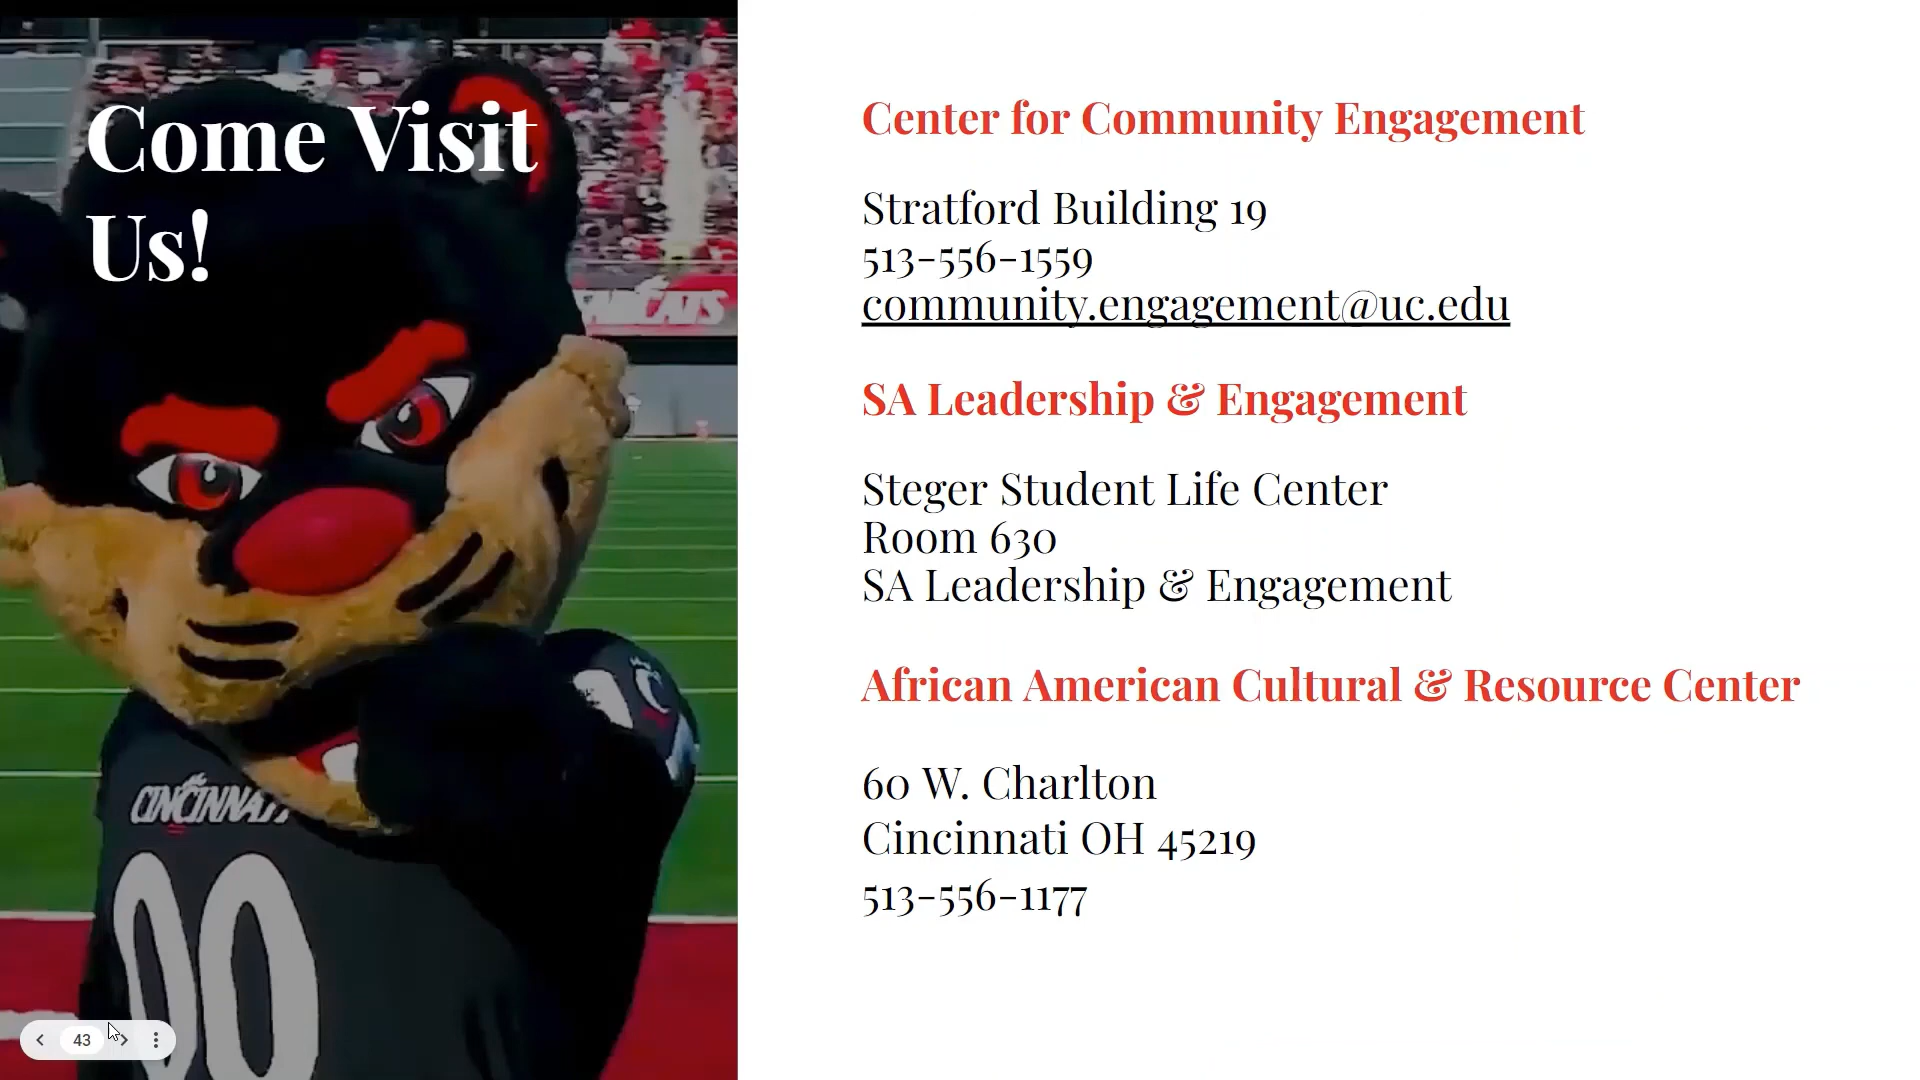 Come Visit
Us!
Center for Community Engagement
Stratford Building 19
513-556-1559
community.engagement@uc.edu
SA Leadership & Engagement
Steger Student Life Center
Room 630
SA Leadership & Engagement
African American Cultural & Resource Center
60 W. Charlton
Cincinnati OH 45219
513-556-1177
CINCINNATI
00
43